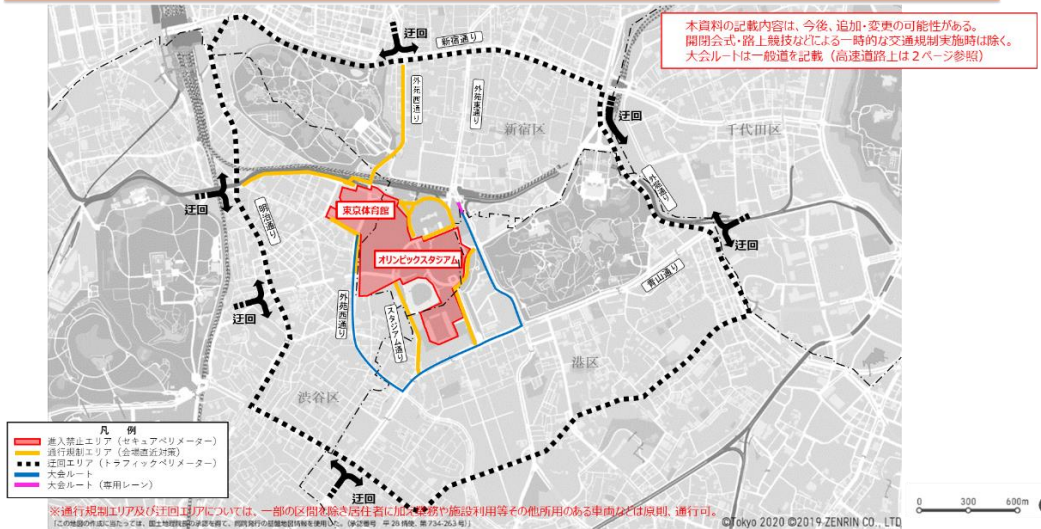 本資料の記載内容は、今後、追加・変更の可能性がある。
開閉会式・路上競技などによる一時的な交通規制実施時は除く。
大会ルートは一般道を記載（高速道路上は２ページ参照）
迂回
新宿通り
外苑西通り
外苑東通り
新宿区
千代田区
迂回
外堀通り
迂回
明治通り
東京体育館
迂回
オリンピックスタジアム
青山通り
迂回
外苑西通り
スタジアム通り
港区
渋谷区
凡 例
進入禁止エリア（セキュアペリメーター）
通行規制エリア（会場直近対策）
迂回エリア（トラフィックペリメーター）
大会ルート
大会ルート（専用レーン）
迂回
0 300 600m
※通行規制エリア及び迂回エリアについては、一部の区間を除き居住者に加え業務や施設利用等その他所用のある車両などは原則、通行可。
©Tokyo 2020 ©2019 ZENRIN CO., LTD